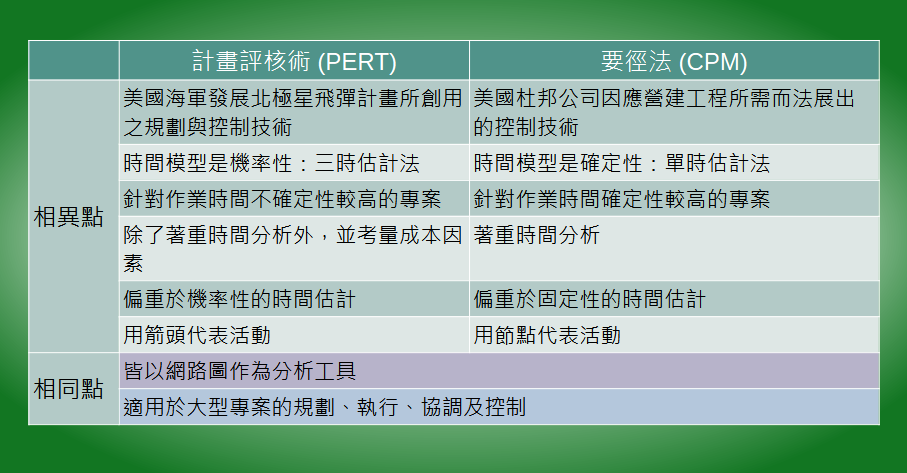 計畫評核術 (PERT)
要徑法 (CPM)
相異點
美國海軍發展北極星飛彈計畫所創用
之規劃與控制技術
美國杜邦公司因應營建工程所需而法展出
的控制技術
時間模型是機率性：三時估計法
時間模型是確定性：單時估計法
針對作業時間不確定性較高的專案
針對作業時間確定性較高的專案
除了著重時間分析外，並考量成本因
素
著重時間分析
偏重於機率性的時間估計
偏重於固定性的時間估計
用箭頭代表活動
用節點代表活動
相同點
皆以網路圖作為分析工具
適用於大型專案的規劃、執行、協調及控制